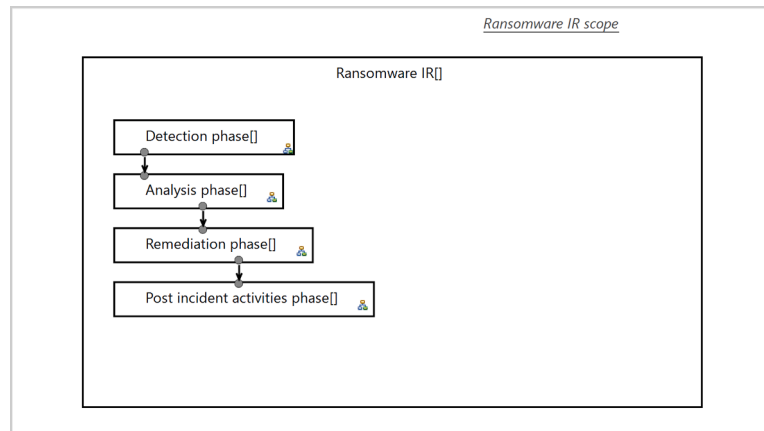 Ransomware IR scope
Ransomware IR[]
Detection phase[]
Analysis phase[]
Remediation phase[]
Post incident activities phase[]